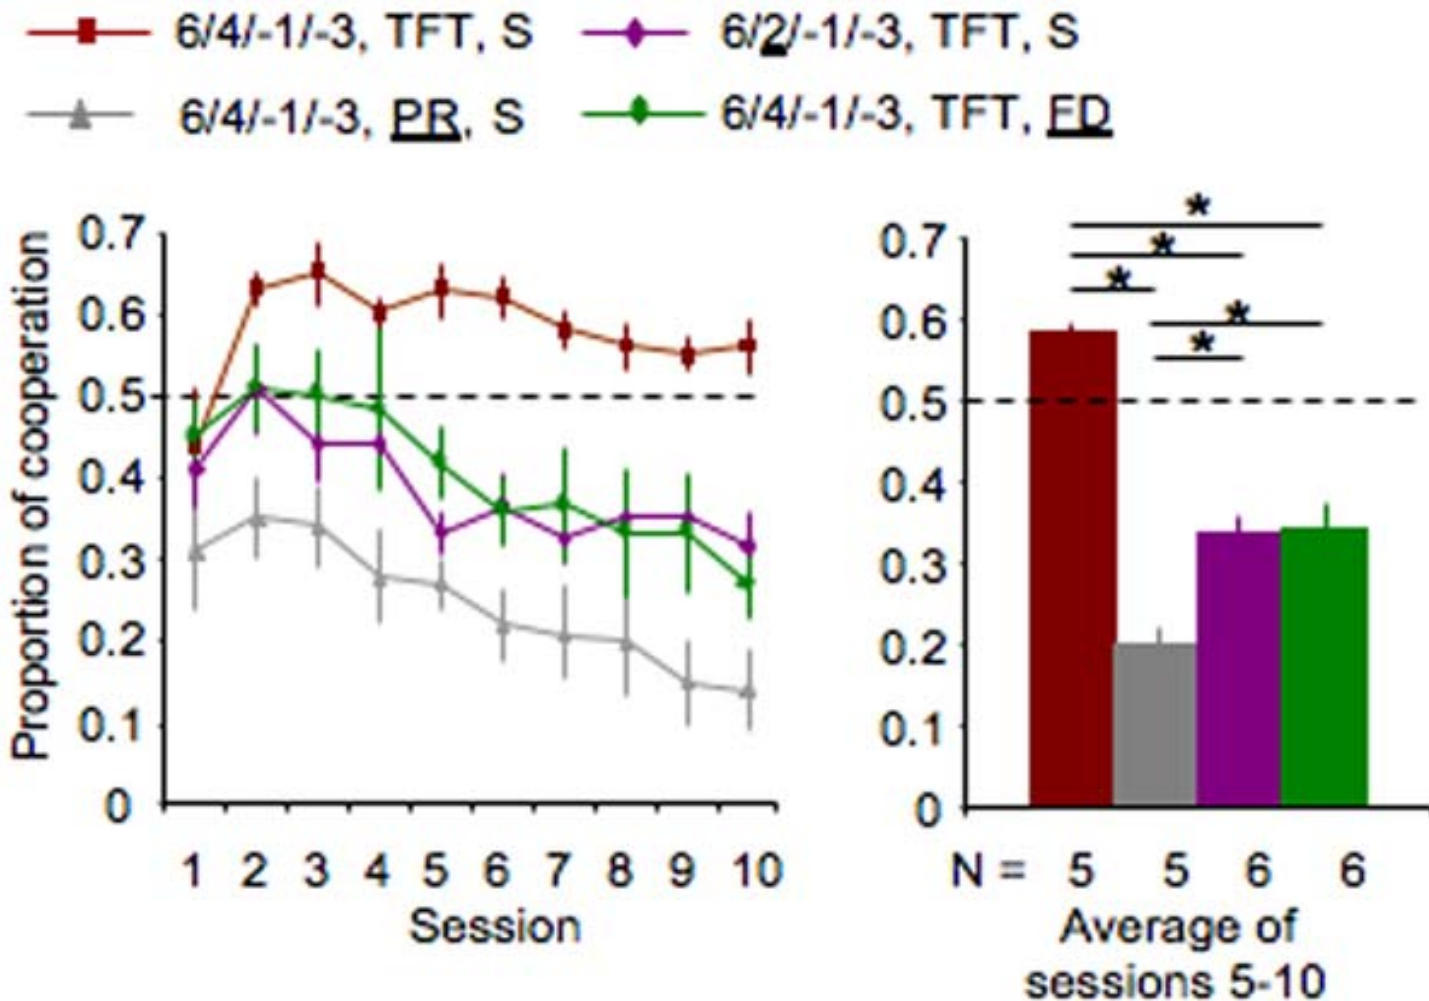 6/4/-1/-3, TFT, S
6/2/-1/-3, TFT, S
6/4/-1/-3, PR, S
6/4/-1/-3, TFT, FD
Proportion of cooperation
0.7
0.6
0.5
0.4
0.3
0.2
0.1
0
1 2 3 4 5 6 7 8 9 10
Session
0.7
0.6
0.5
0.4
0.3
0.2
0.1
0
*
*
*
*
*
N = 5 5 6 6
Average of
sessions 5-10